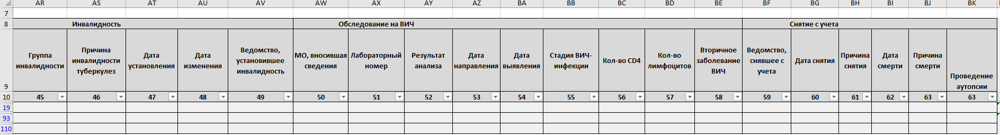 AR AS AT AU AV AW AX AY AZ BA BB BC BD BE BF BG BH BI BJ BK
7
8 Инвалидность Обследование на ВИЧ Снятие с учета
9
Группа
инвалидности
Причина
инвалидности
туберкулез
Дата
установления
Дата
изменения
Ведомство,
установившее
инвалидность
МО, вносившая
сведения
Лабораторный
номер
Результат
анализа
Дата
направления
Дата
выявления
Стадия ВИЧ-
инфекции
Кол-во CD4
Кол-во
лимфоцитов
Вторичное
заболевание
ВИЧ
Ведомство,
снявшее с
учета
Дата снятия
Причина
снятия
Дата
смерти
Причина
смерти
Проведение
аутопсии
10 45 46 47 48 49 50 51 52 53 54 55 56 57 58 59 60 61 62 63 63
19
93
110